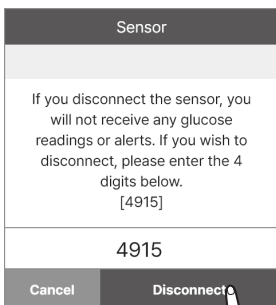 Sensor
If you disconnect the sensor, you
will not receive any glucose
readings or alerts. If you wish to
disconnect, please enter the 4
digits below.
[4915]
4915
Cancel Disconnect